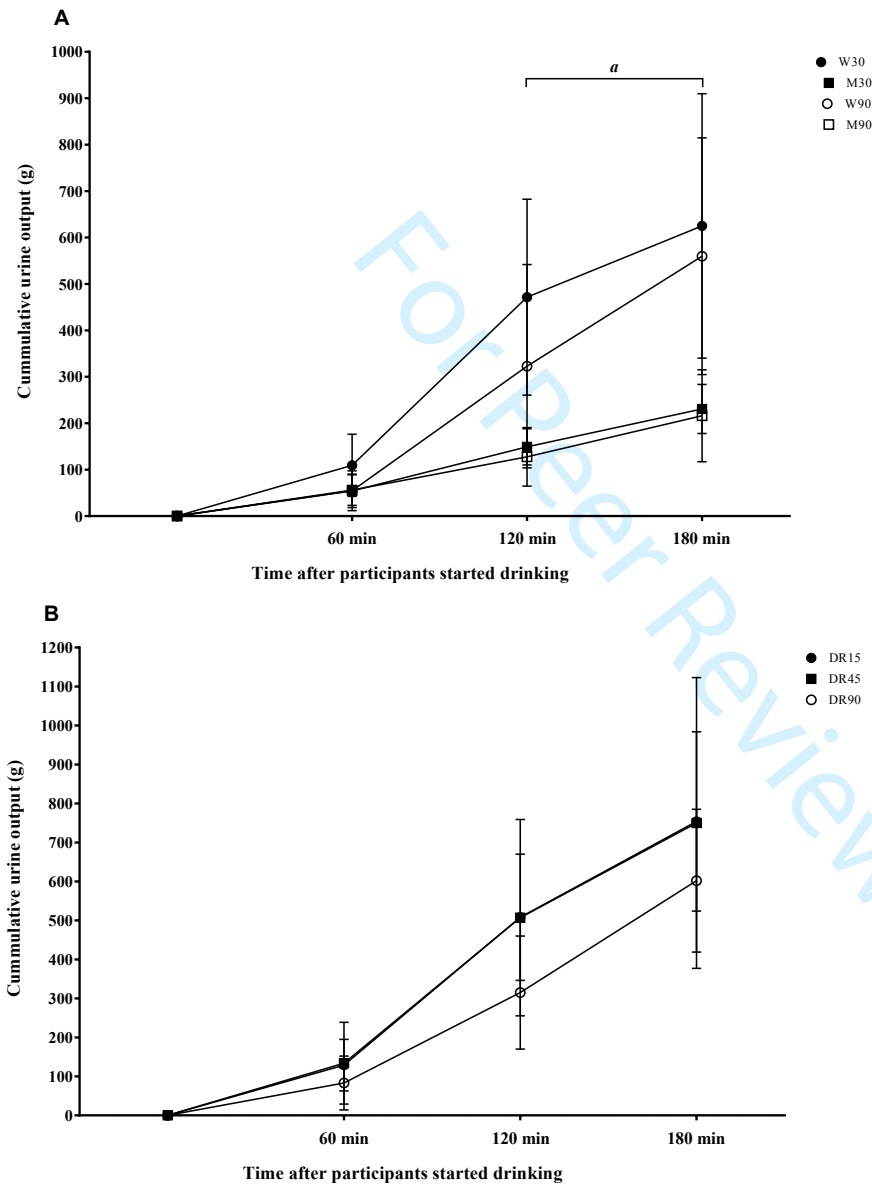 A
1000
900
800
700
600
500
400
300
200
100
0
Cummulative urine output (g)
a
W30
M30
W90
M90
60 min
120 min
180 min
Time after participants started drinking
B
1200
1100
1000
900
800
700
600
500
400
300
200
100
0
Cummulative urine output (g)
DR15
DR45
DR90
60 min
120 min
180 min
Time after participants started drinking
For Peer Review